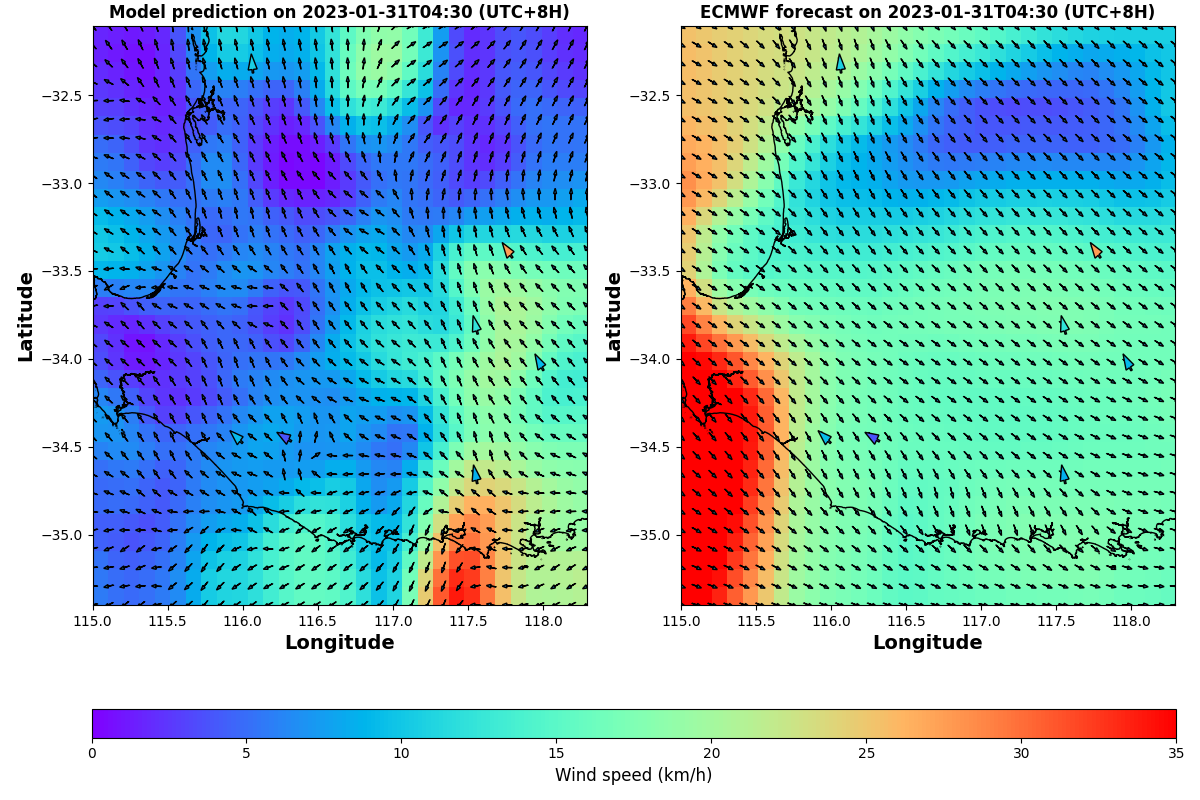 Model prediction on 2023-01-31T04:30 (UTC+8H)
ECMWF forecast on 2023-01-31T04:30 (UTC+8H)
Latitude
−32.5
−33.0
−33.5
−34.0
−34.5
−35.0
Latitude
−32.5
−33.0
−33.5
−34.0
−34.5
−35.0
115.0 115.5 116.0 116.5 117.0 117.5 118.0
115.0 115.5 116.0 116.5 117.0 117.5 118.0
Longitude
Longitude
0 5 10 15 20 25 30 35
Wind speed (km/h)